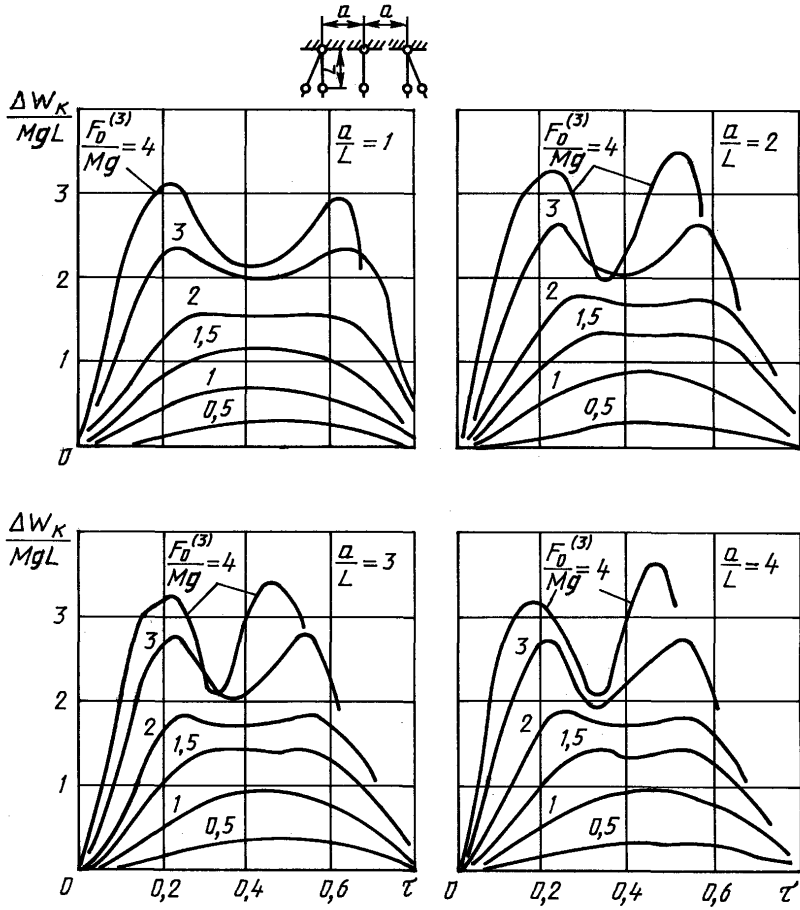 a a
L
ΔW_K / MgL
F_0^(3) / Mg = 4
a / L = 1
3
3
2
2
1,5
1
1
0,5
0
F_0^(3) / Mg = 4
a / L = 2
3
2
1,5
1
0,5
ΔW_K / MgL
F_0^(3) / Mg = 4
a / L = 3
3
3
2
2
1,5
1
1
0,5
0 0,2 0,4 0,6 τ
F_0^(3) / Mg = 4
a / L = 4
3
2
1,5
1
0,5
0 0,2 0,4 0,6 τ